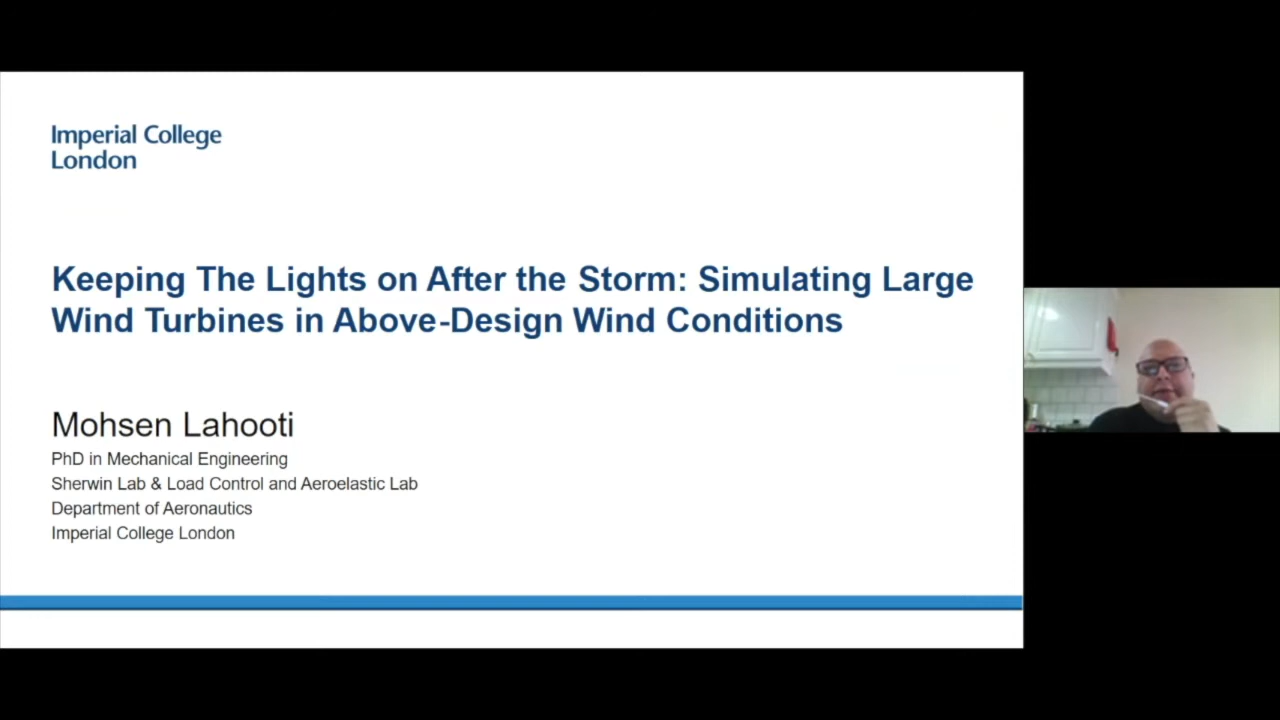 Imperial College
London
Keeping The Lights on After the Storm: Simulating Large
Wind Turbines in Above-Design Wind Conditions
Mohsen Lahooti
PhD in Mechanical Engineering
Sherwin Lab & Load Control and Aeroelastic Lab
Department of Aeronautics
Imperial College London